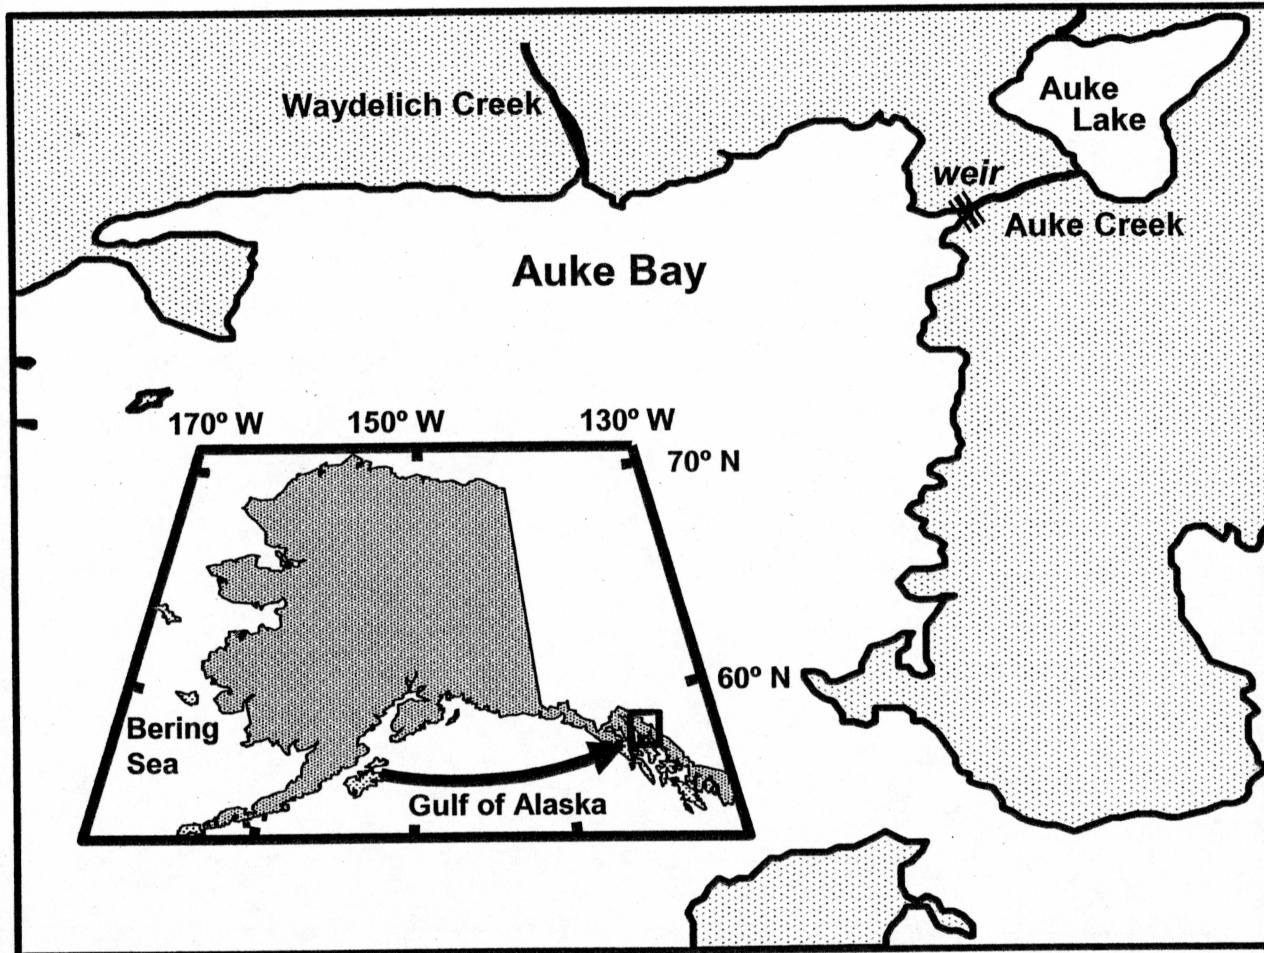 Auke
Lake
Waydelich Creek
weir
Auke Creek
Auke Bay
170º W
150º W
130º W
70º N
60º N
Bering
Sea
Gulf of Alaska